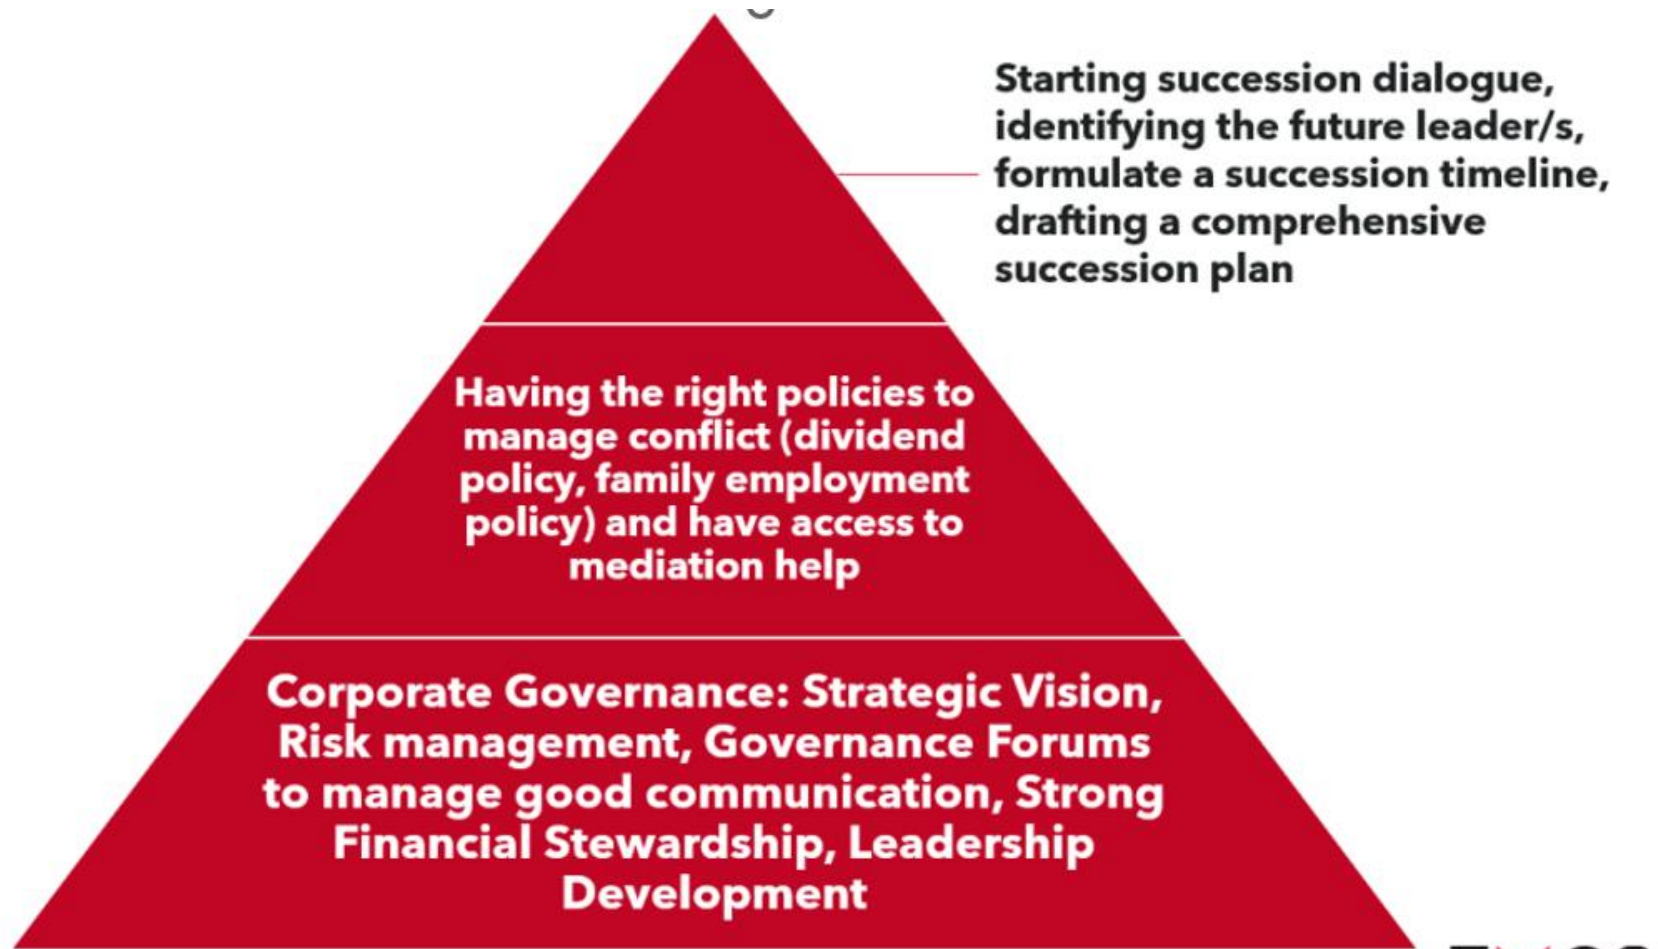 Starting succession dialogue,
identifying the future leader/s,
formulate a succession timeline,
drafting a comprehensive
succession plan
Having the right policies to
manage conflict (dividend
policy, family employment
policy) and have access to
mediation help
Corporate Governance: Strategic Vision,
Risk management, Governance Forums
to manage good communication, Strong
Financial Stewardship, Leadership
Development